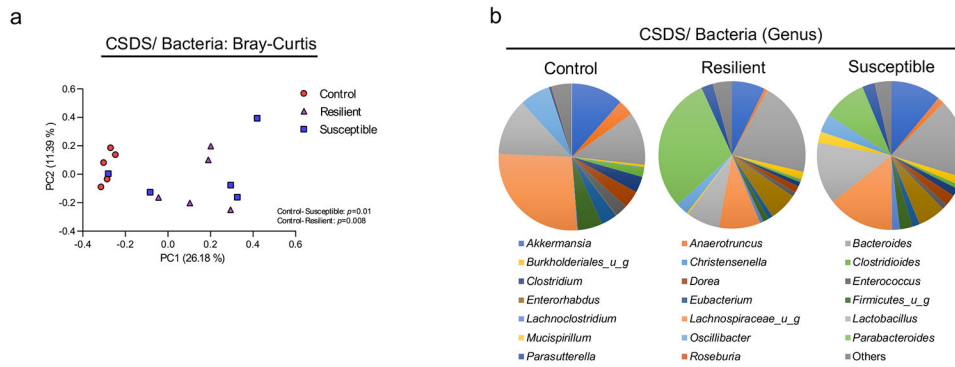 a
CSDS/ Bacteria: Bray-Curtis
Control
Resilient
Susceptible
0.6
0.4
0.2
0.0
-0.2
-0.4
PC2 (11.39 %)
-0.4 -0.2 0.0 0.2 0.4 0.6
PC1 (26.18 %)
Control- Susceptible: p=0.01
Control- Resilient: p=0.008
b
CSDS/ Bacteria (Genus)
Control Resilient Susceptible
Akkermansia Anaerotruncus Bacteroides
Burkholderiales_u_g Christensenella Clostridioides
Clostridium Dorea Enterococcus
Enterorhabdus Eubacterium Firmicutes_u_g
Lachnoclostridium Lachnospiraceae_u_g Lactobacillus
Mucispirillum Oscillibacter Parabacteroides
Parasutterella Roseburia Others